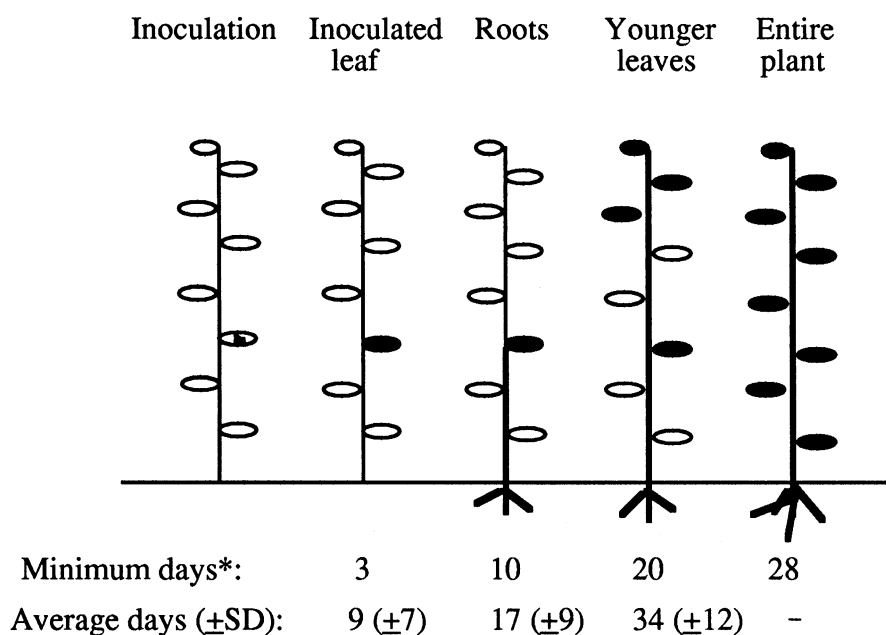 Inoculation Inoculated Roots Younger Entire
leaf leaves plant
Minimum days*: 3 10 20 28
Average days (±SD): 9 (±7) 17 (±9) 34 (±12) –